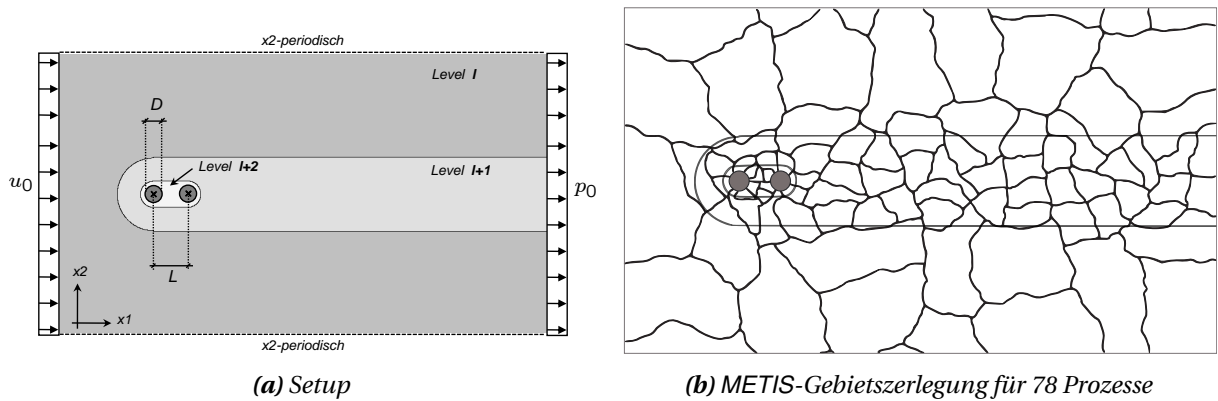 x2-periodisch
Level l
D
Level l+2
Level l+1
u0
p0
L
x2
x1
x2-periodisch
(a) Setup
(b) METIS-Gebietszerlegung für 78 Prozesse